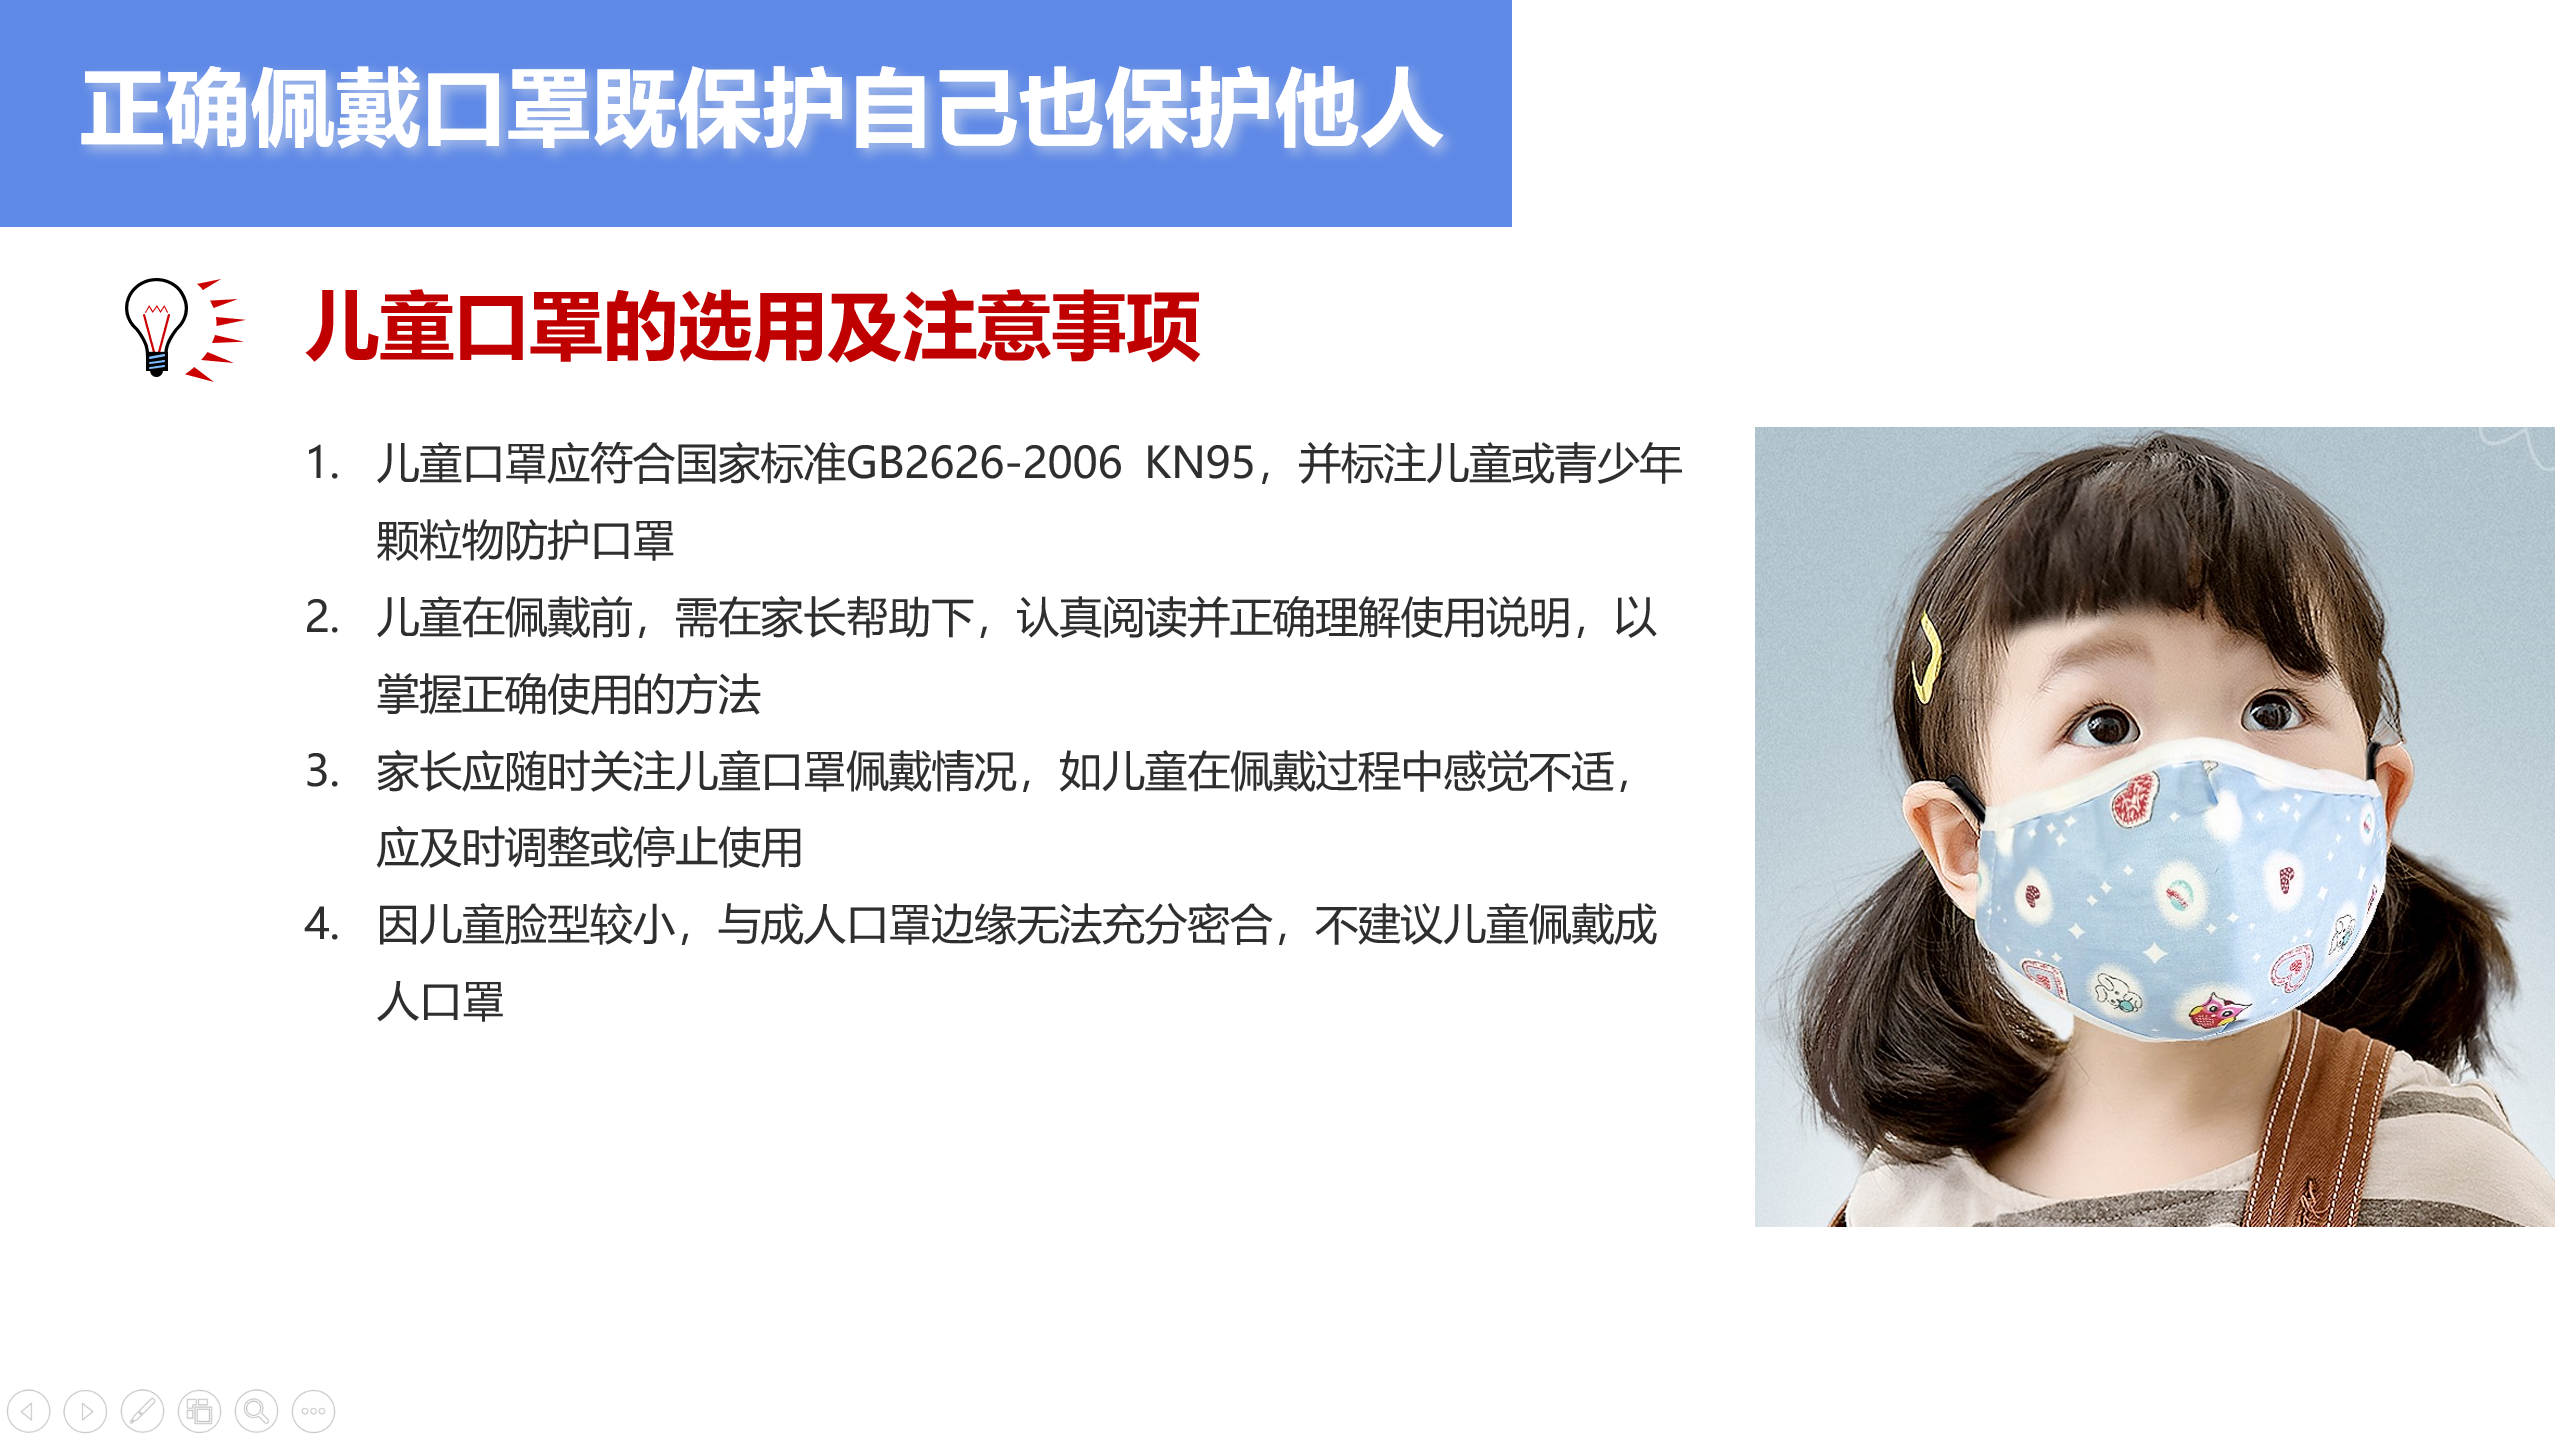 正确佩戴口罩既保护自己也保护他人
儿童口罩的选用及注意事项
1. 儿童口罩应符合国家标准GB2626-2006 KN95，并标注儿童或青少年
颗粒物防护口罩
2. 儿童在佩戴前，需在家长帮助下，认真阅读并正确理解使用说明，以
掌握正确使用的方法
3. 家长应随时关注儿童口罩佩戴情况，如儿童在佩戴过程中感觉不适，
应及时调整或停止使用
4. 因儿童脸型较小，与成人口罩边缘无法充分密合，不建议儿童佩戴成
人口罩